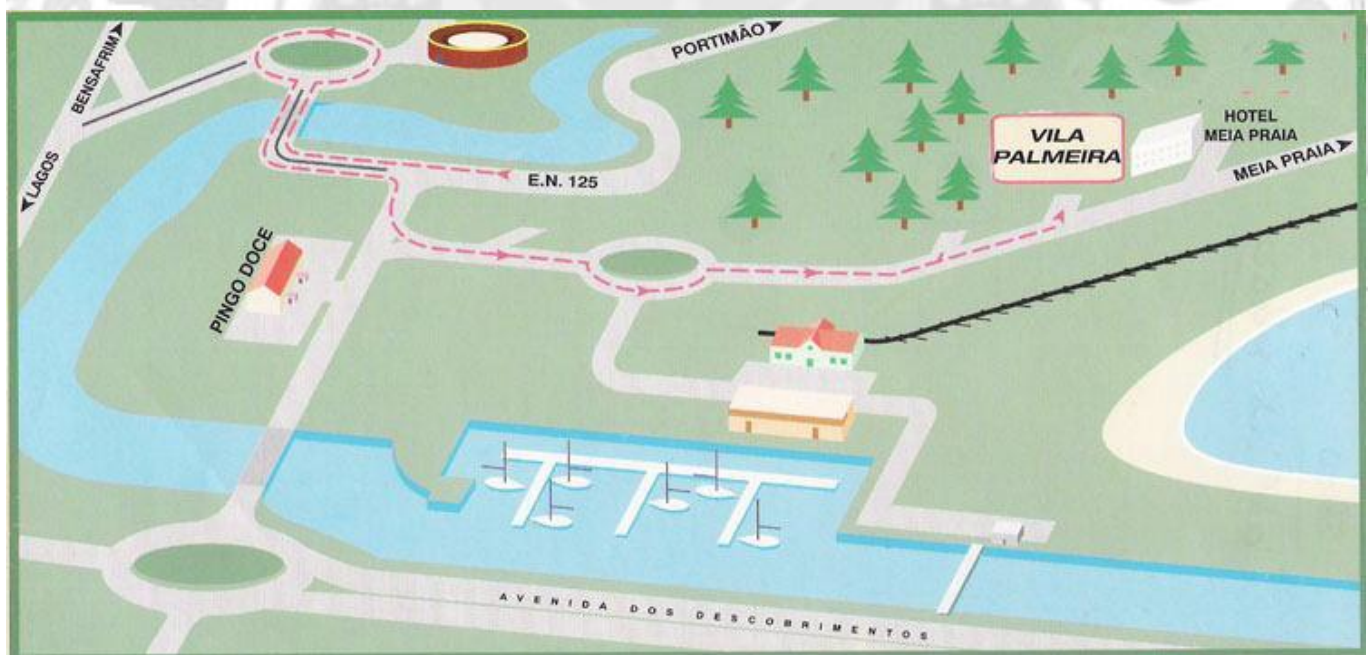 BENSAFRIM
LAGOS
PORTIMÃO
HOTEL
MEIA PRAIA
VILA
PALMEIRA
MEIA PRAIA
E.N. 125
PINGO DOCE
AVENIDA DOS DESCOBRIMENTOS